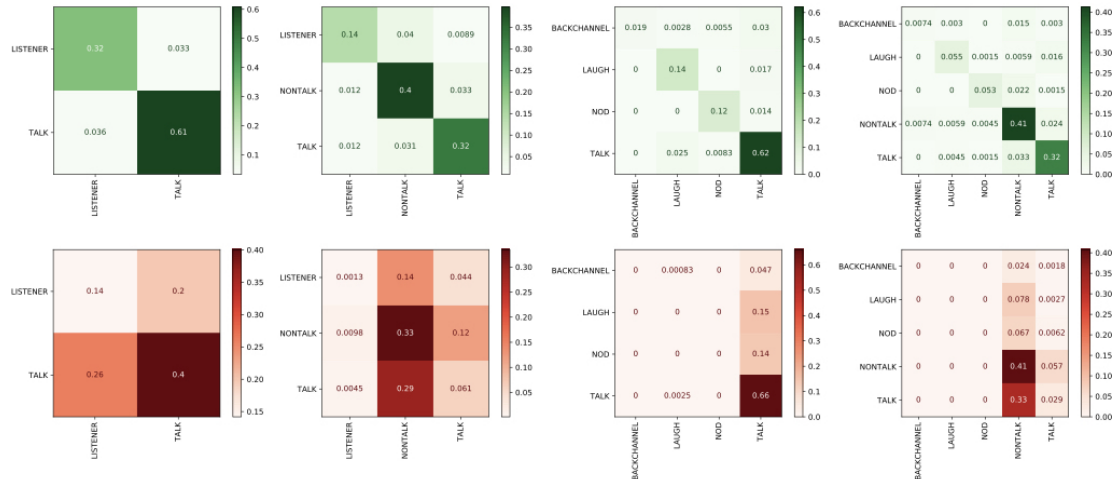 LISTENER 0.32 0.033
TALK 0.036 0.61
LISTENER TALK
0.6
0.5
0.4
0.3
0.2
0.1
LISTENER 0.14 0.04 0.0089
NONTALK 0.012 0.4 0.033
TALK 0.012 0.031 0.32
LISTENER NONTALK TALK
0.35
0.30
0.25
0.20
0.15
0.10
0.05
BACKCHANNEL 0.019 0.0028 0.0055 0.03
LAUGH 0 0.14 0 0.017
NOD 0 0 0.12 0.014
TALK 0 0.025 0.0083 0.62
BACKCHANNEL LAUGH NOD TALK
0.6
0.5
0.4
0.3
0.2
0.1
0.0
BACKCHANNEL 0.0074 0.003 0 0.015 0.003
LAUGH 0 0.055 0.0015 0.0059 0.016
NOD 0 0 0.053 0.022 0.0015
NONTALK 0.0074 0.0059 0.0045 0.41 0.024
TALK 0 0.0045 0.0015 0.033 0.32
BACKCHANNEL LAUGH NOD NONTALK TALK
0.40
0.35
0.30
0.25
0.20
0.15
0.10
0.05
0.00
LISTENER 0.14 0.2
TALK 0.26 0.4
LISTENER TALK
0.40
0.35
0.30
0.25
0.20
0.15
LISTENER 0.0013 0.14 0.044
NONTALK 0.0098 0.33 0.12
TALK 0.0045 0.29 0.061
LISTENER NONTALK TALK
0.30
0.25
0.20
0.15
0.10
0.05
BACKCHANNEL 0 0.00083 0 0.047
LAUGH 0 0 0 0.15
NOD 0 0 0 0.14
TALK 0 0.0025 0 0.66
BACKCHANNEL LAUGH NOD TALK
0.6
0.5
0.4
0.3
0.2
0.1
0.0
BACKCHANNEL 0 0 0 0.024 0.0018
LAUGH 0 0 0 0.078 0.0027
NOD 0 0 0 0.067 0.0062
NONTALK 0 0 0 0.41 0.057
TALK 0 0 0 0.33 0.029
BACKCHANNEL LAUGH NOD NONTALK TALK
0.40
0.35
0.30
0.25
0.20
0.15
0.10
0.05
0.00